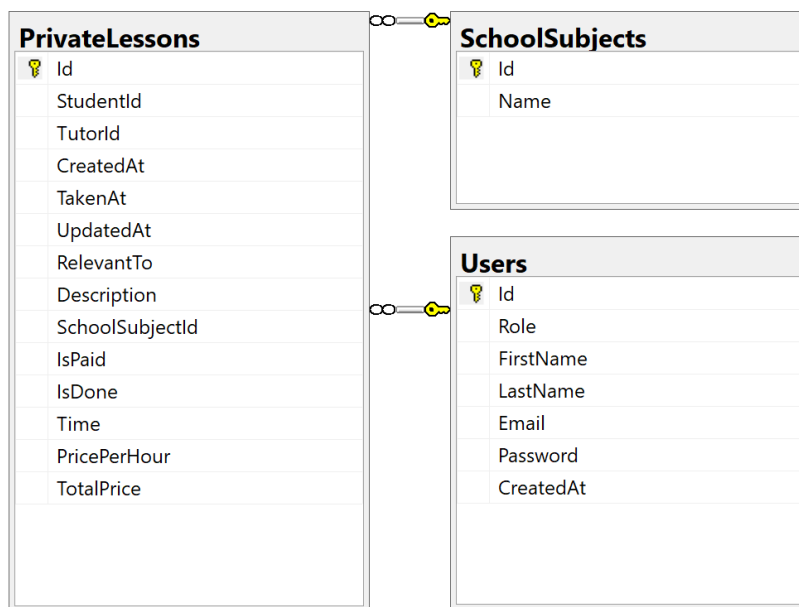 PrivateLessons
Id
StudentId
TutorId
CreatedAt
TakenAt
UpdatedAt
RelevantTo
Description
SchoolSubjectId
IsPaid
IsDone
Time
PricePerHour
TotalPrice
SchoolSubjects
Id
Name
Users
Id
Role
FirstName
LastName
Email
Password
CreatedAt